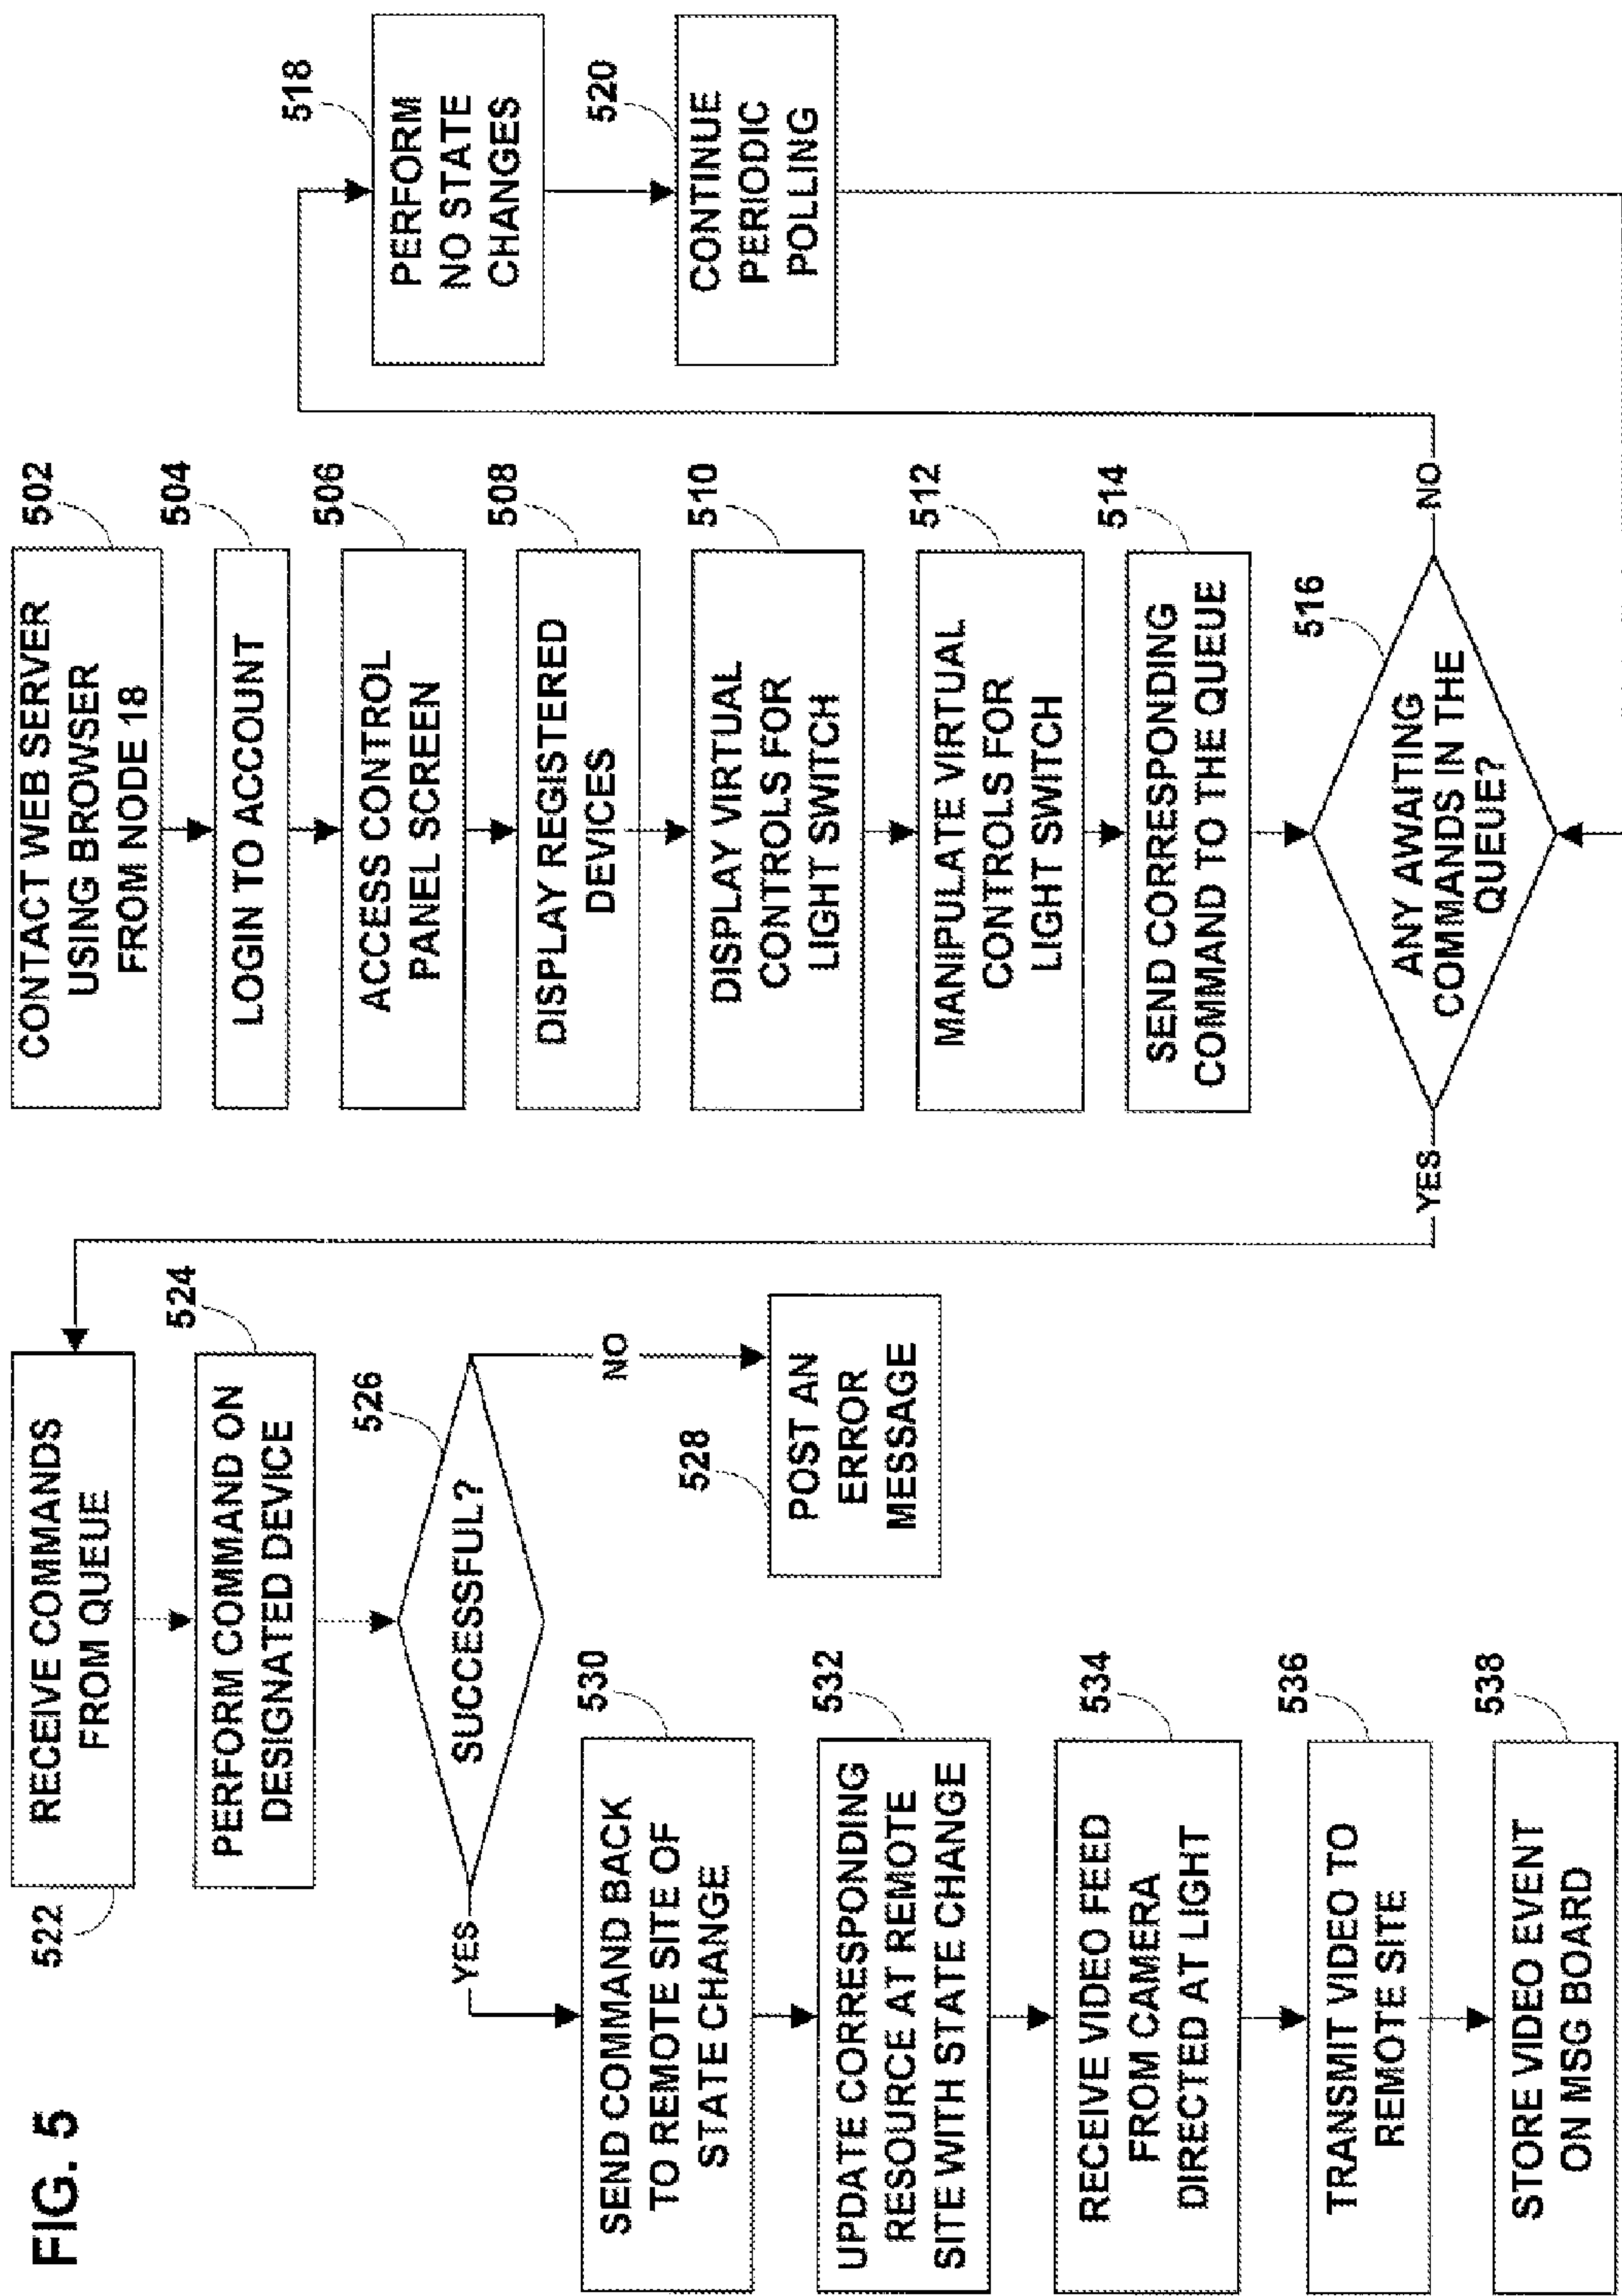 FIG. 5
522
RECEIVE COMMANDS
FROM QUEUE
524
PERFORM COMMAND ON
DESIGNATED DEVICE
526
SUCCESSFUL?
NO
528
POST AN
ERROR
MESSAGE
YES
530
SEND COMMAND BACK
TO REMOTE SITE OF
STATE CHANGE
532
UPDATE CORRESPONDING
RESOURCE AT REMOTE
SITE WITH STATE CHANGE
534
RECEIVE VIDEO FEED
FROM CAMERA
DIRECTED AT LIGHT
536
TRANSMIT VIDEO TO
REMOTE SITE
538
STORE VIDEO EVENT
ON MSG BOARD
502
CONTACT WEB SERVER
USING BROWSER
FROM NODE 18
504
LOGIN TO ACCOUNT
506
ACCESS CONTROL
PANEL SCREEN
508
DISPLAY REGISTERED
DEVICES
510
DISPLAY VIRTUAL
CONTROLS FOR
LIGHT SWITCH
512
MANIPULATE VIRTUAL
CONTROLS FOR
LIGHT SWITCH
514
SEND CORRESPONDING
COMMAND TO THE QUEUE
516
ANY AWAITING
COMMANDS IN THE
QUEUE?
YES
NO
518
PERFORM
NO STATE
CHANGES
520
CONTINUE
PERIODIC
POLLING